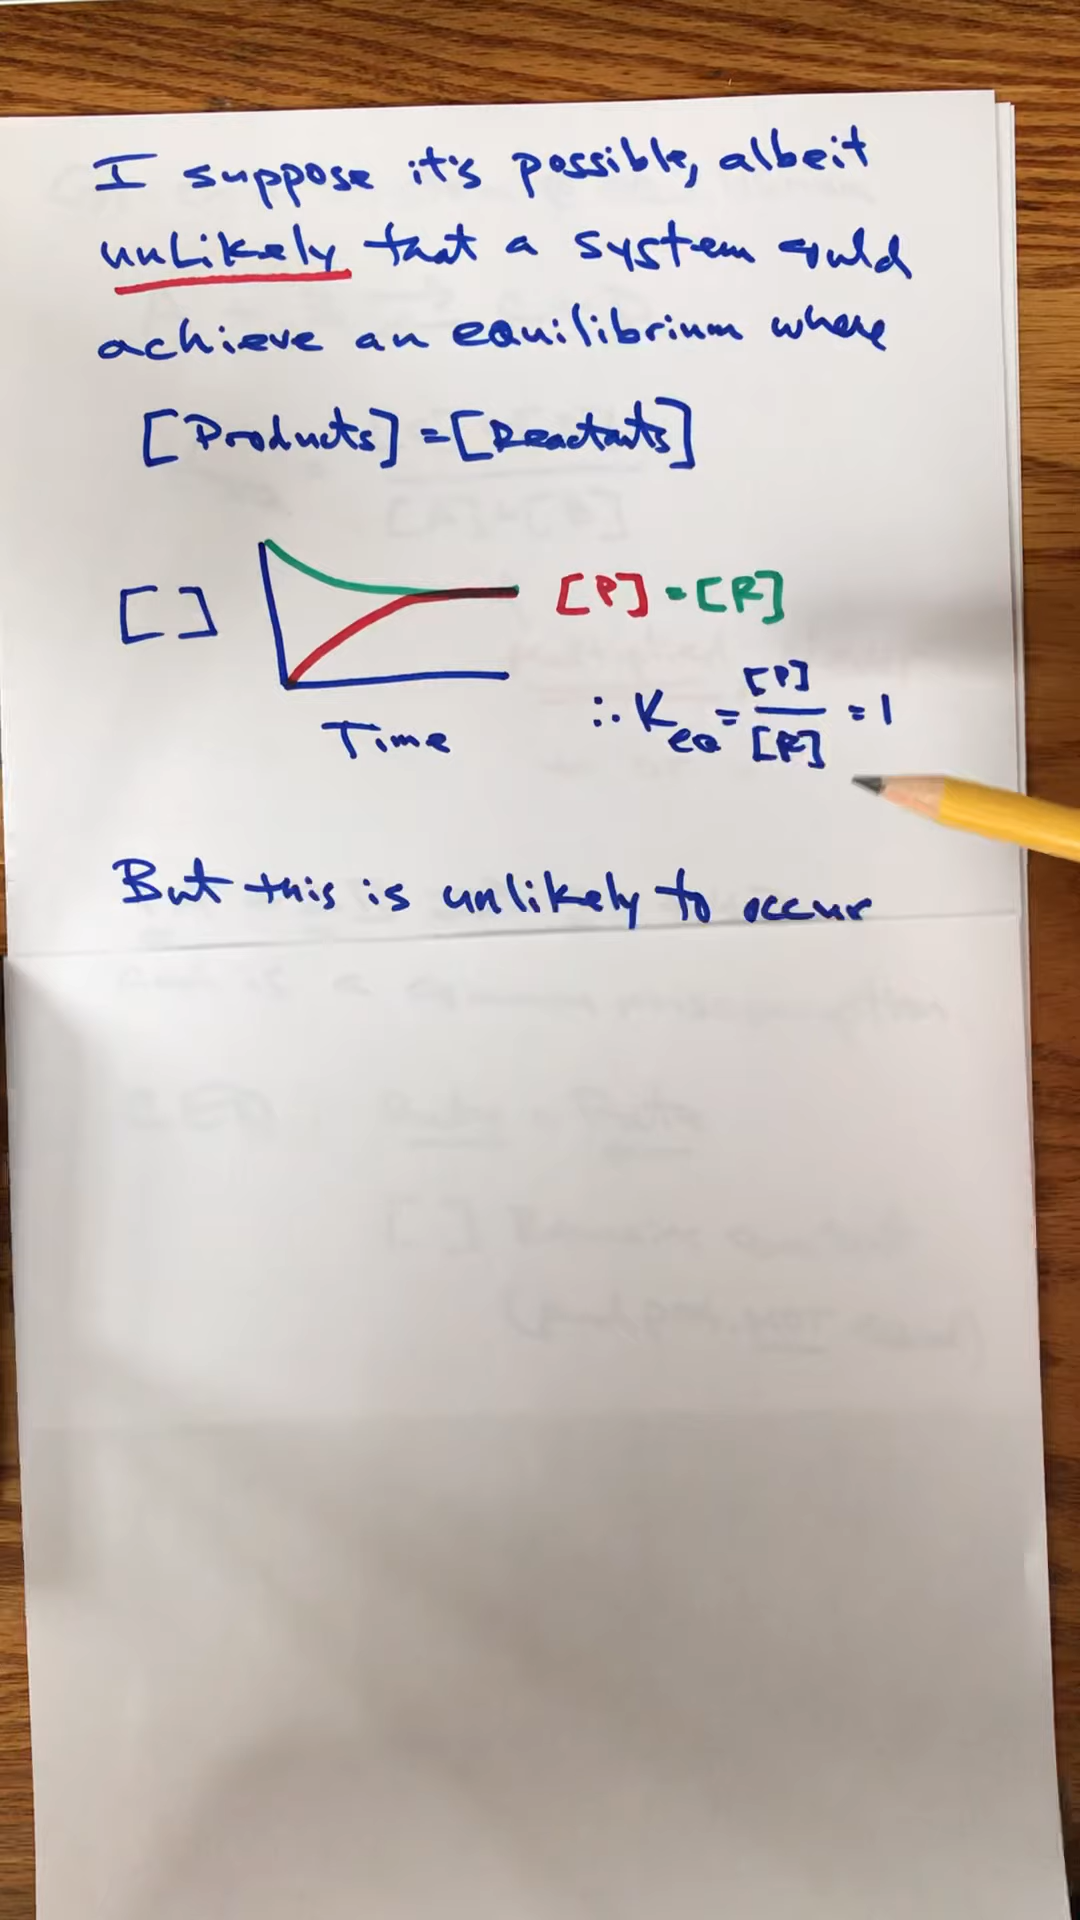 I suppose it's possible, albeit
unlikely that a system could
achieve an equilibrium where
[Products] = [Reactants]
[ ]
[P] = [R]
Time
∴ Keq = [P]/[R] = 1
But this is unlikely to occur